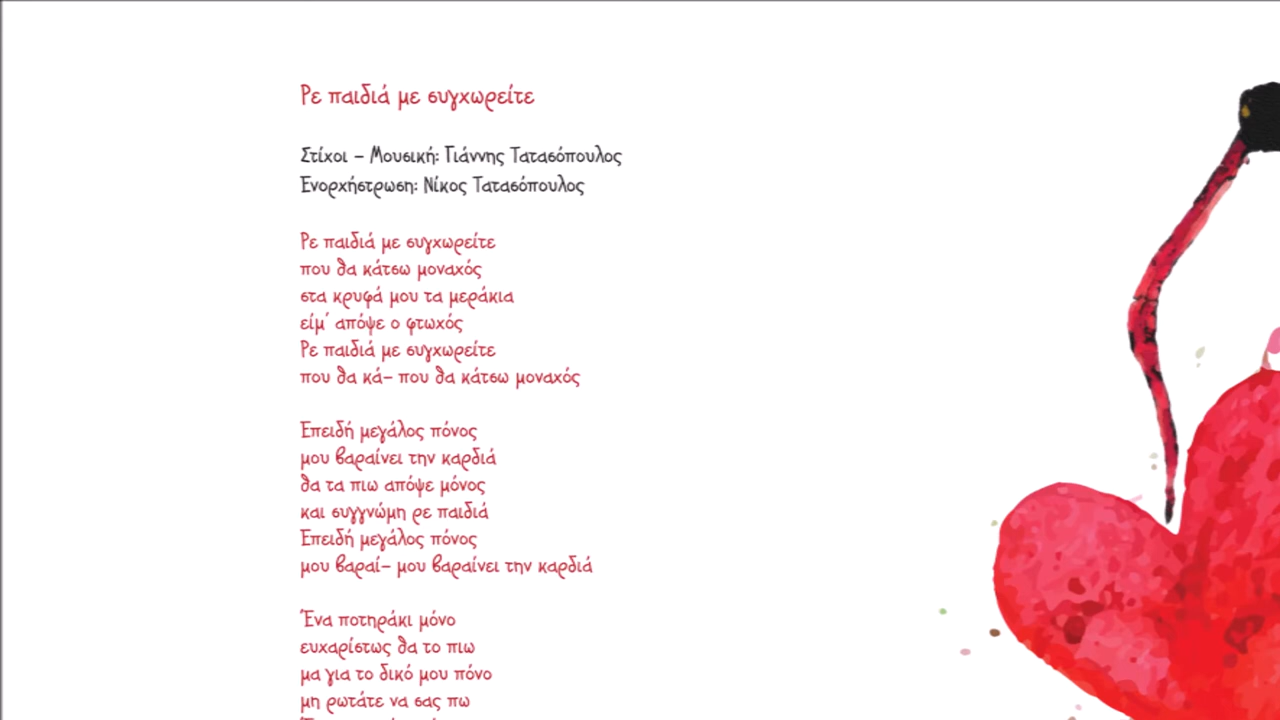 Ρε παιδιά με συγχωρείτε
Στίχοι – Μουσική: Γιάννης Τατασόπουλος
Ενορχήστρωση: Νίκος Τατασόπουλος
Ρε παιδιά με συγχωρείτε
που θα κάτσω μοναχός
στα κρυφά μου τα μεράκια
είμ' απόψε ο φτωχός
Ρε παιδιά με συγχωρείτε
που θα κά– που θα κάτσω μοναχός
Επειδή μεγάλος πόνος
μου βαραίνει την καρδιά
θα τα πιω απόψε μόνος
και συγγνώμη ρε παιδιά
Επειδή μεγάλος πόνος
μου βαραί– μου βαραίνει την καρδιά
Ένα ποτηράκι μόνο
ευχαρίστως θα το πιω
μα για το δικό μου πόνο
μη ρωτάτε να σας πω